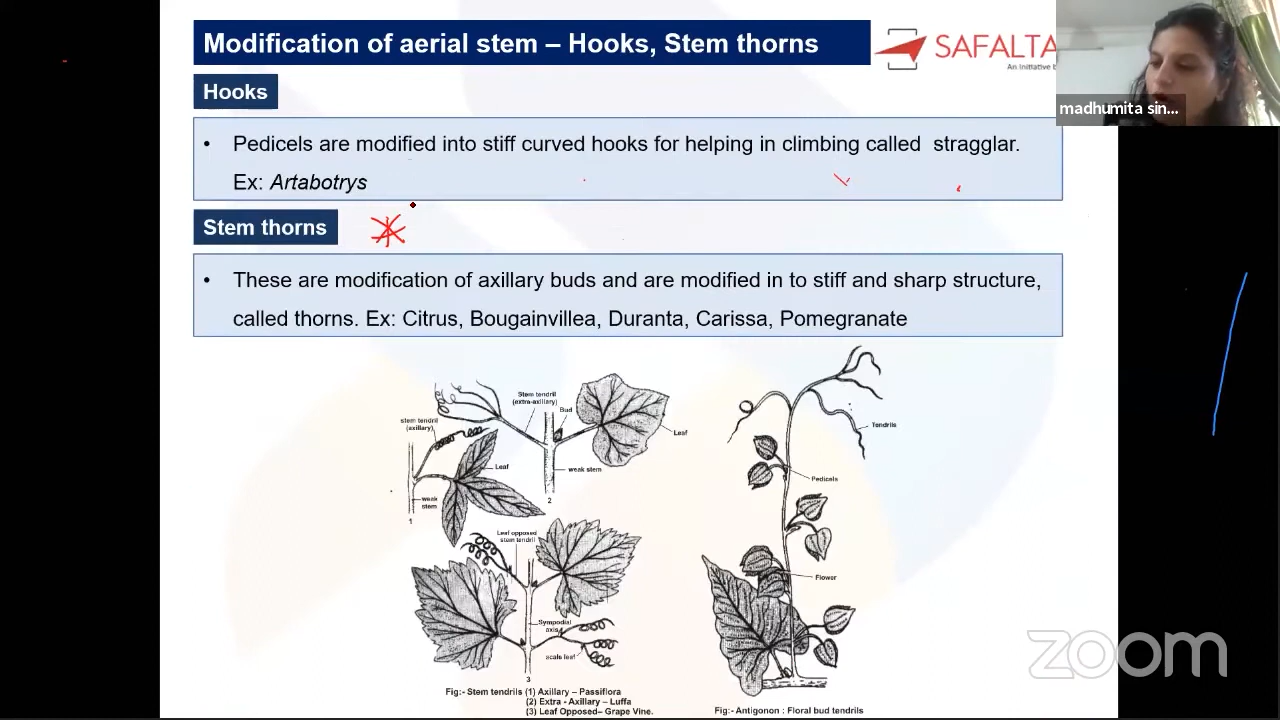 Modification of aerial stem – Hooks, Stem thorns
SAFALTA
An Initiative b
madhumita sin...
Hooks
• Pedicels are modified into stiff curved hooks for helping in climbing called stragglar.
Ex: Artabotrys
Stem thorns
• These are modification of axillary buds and are modified in to stiff and sharp structure,
called thorns. Ex: Citrus, Bougainvillea, Duranta, Carissa, Pomegranate
stem tendril
(axillary)
Leaf
weak
stem
1
Stem tendril
(extra-axillary)
Bud
Leaf
weak stem
2
Leaf opposed
stem tendril
Sympodial
axis
scale leaf
3
Fig:- Stem tendrils (1) Axillary – Passiflora
(2) Extra - Axillary – Luffa
(3) Leaf Opposed– Grape Vine.
Tendrils
Pedicels
Flower
Fig:- Antigonon : Floral bud tendrils
zoom